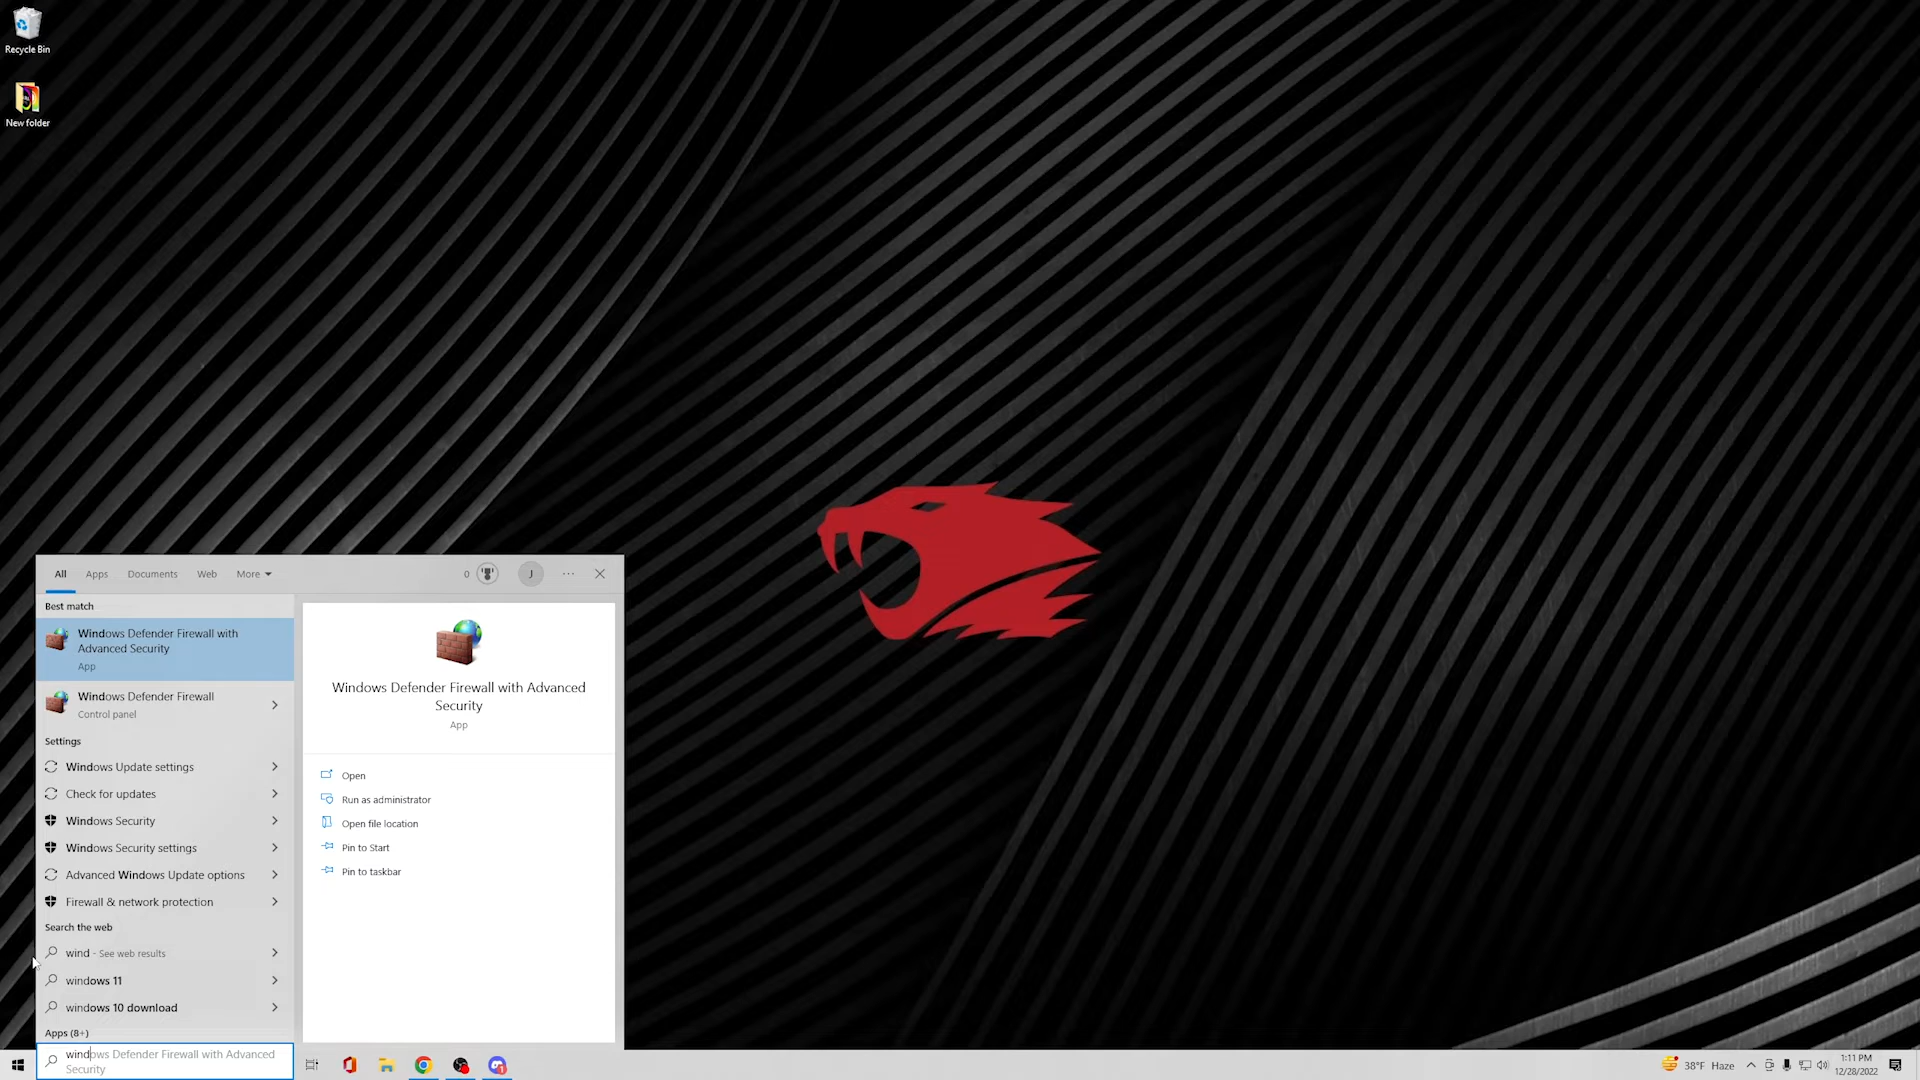 Recycle Bin
New folder
All
Apps
Documents
Web
More
0
J
Best match
Windows Defender Firewall with
Advanced Security
App
Windows Defender Firewall
Control panel
Settings
Windows Update settings
Check for updates
Windows Security
Windows Security settings
Advanced Windows Update options
Firewall & network protection
Search the web
wind - See web results
windows 11
windows 10 download
Apps (8+)
windows Defender Firewall with Advanced
Security
Windows Defender Firewall with Advanced
Security
App
Open
Run as administrator
Open file location
Pin to Start
Pin to taskbar
1
38°F Haze
1:11 PM
12/28/2022